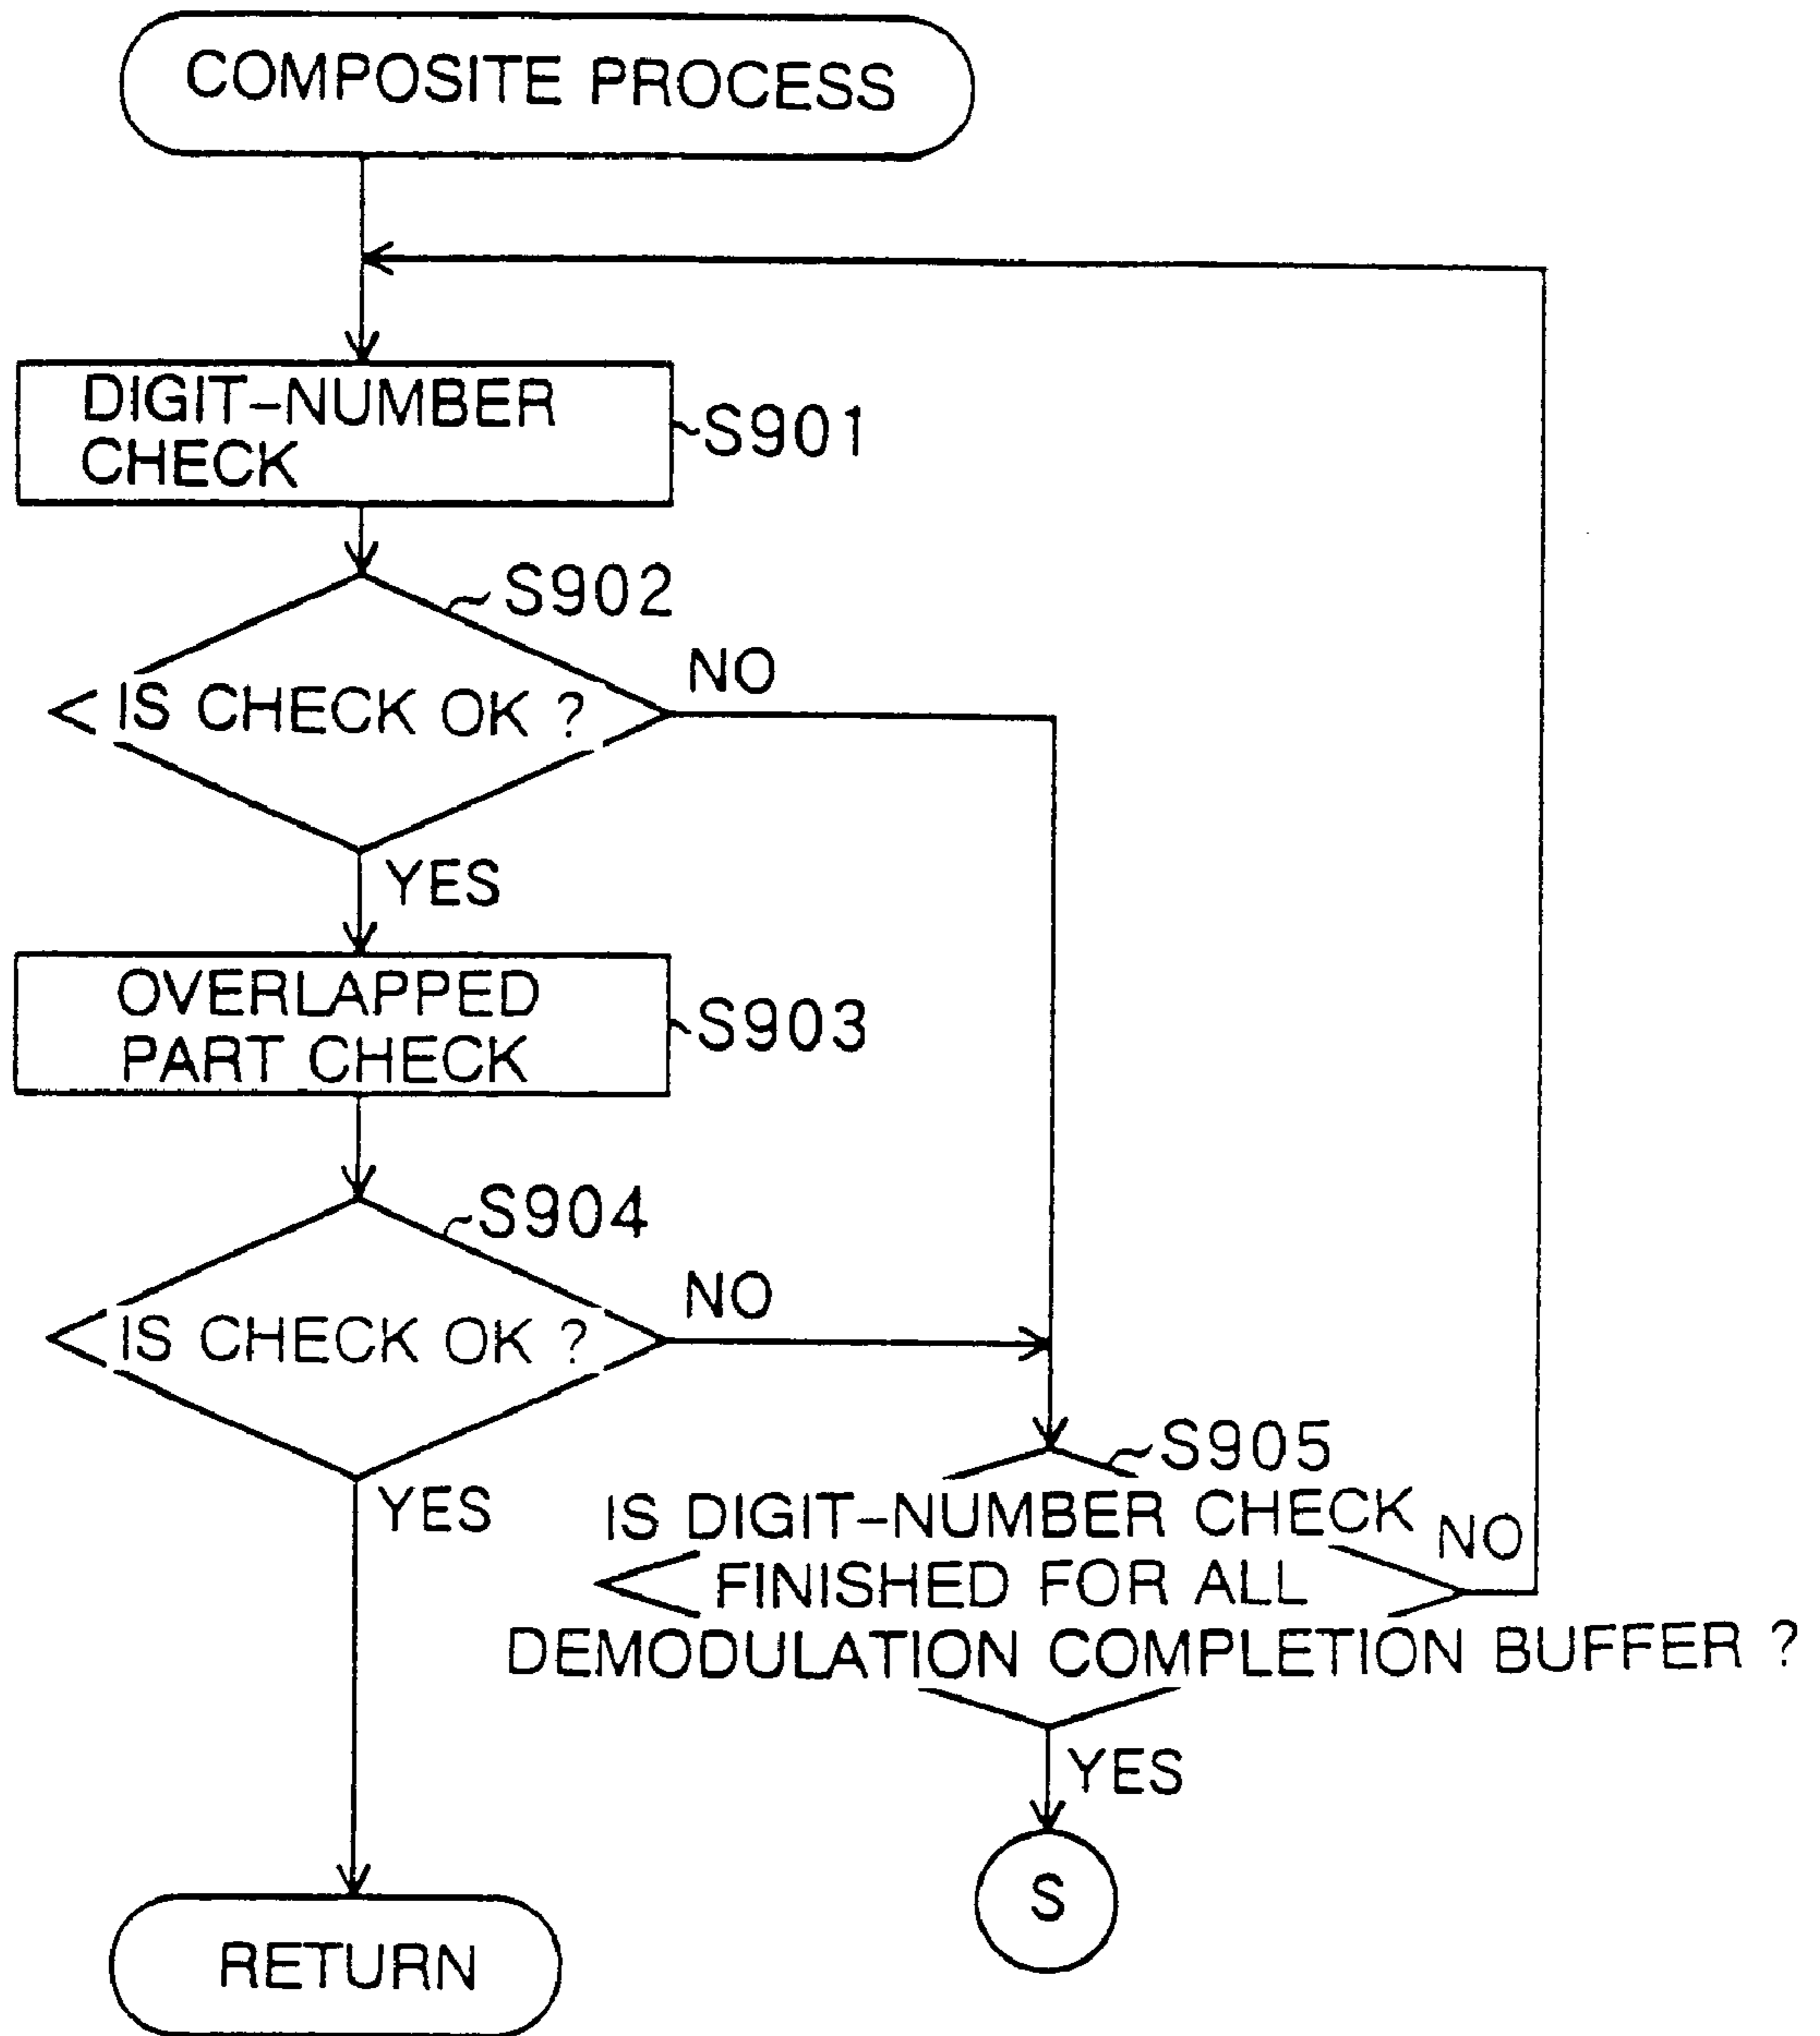 COMPOSITE PROCESS
DIGIT-NUMBER
CHECK
S901
S902
IS CHECK OK ?
NO
YES
OVERLAPPED
PART CHECK
S903
S904
IS CHECK OK ?
NO
YES
S905
IS DIGIT-NUMBER CHECK
FINISHED FOR ALL
DEMODULATION COMPLETION BUFFER ?
NO
YES
S
RETURN